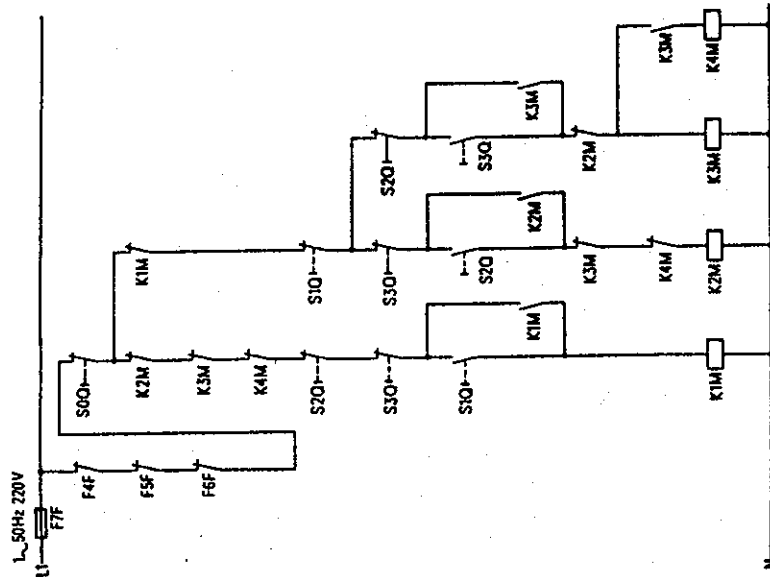 1~50Hz 220V
L1
F7F
F4F
F5F
F6F
S0Q
K2M
K3M
K4M
S2Q
S3Q
S1Q
K1M
K1M
K1M
S1Q
S3Q
S2Q
K2M
K3M
K4M
K2M
S2Q
S3Q
K3M
K2M
K3M
K3M
K4M
N